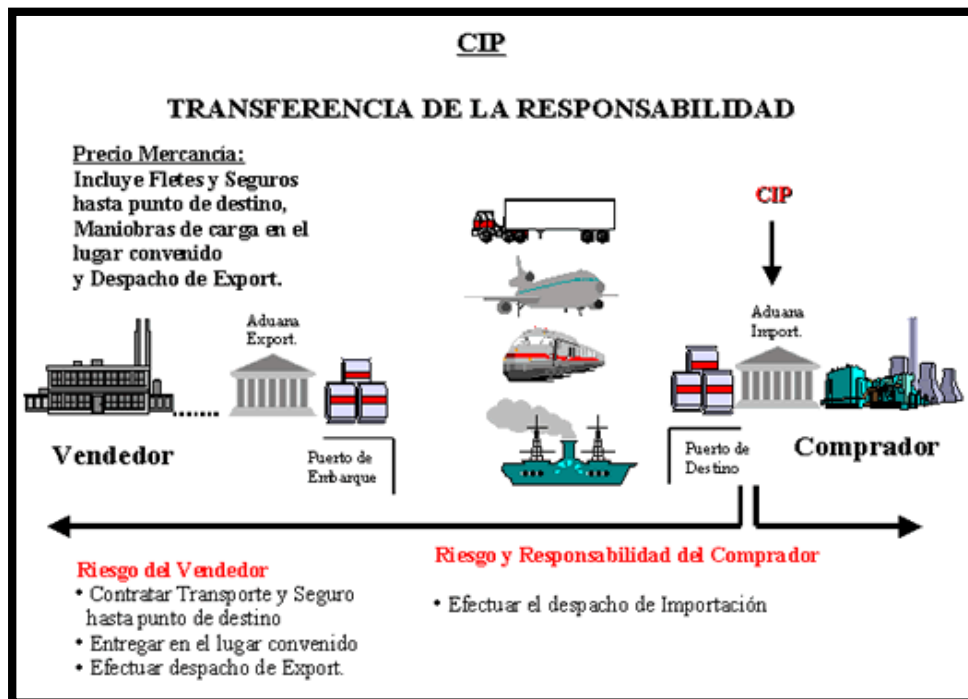 CIP
TRANSFERENCIA DE LA RESPONSABILIDAD
Precio Mercancía:
Incluye Fletes y Seguros
hasta punto de destino,
Maniobras de carga en el
lugar convenido
y Despacho de Export.
CIP
Aduana
Export.
Aduana
Import.
Vendedor
Puerto de
Embarque
Puerto de
Destino
Comprador
Riesgo del Vendedor
• Contratar Transporte y Seguro
hasta punto de destino
• Entregar en el lugar convenido
• Efectuar despacho de Export.
Riesgo y Responsabilidad del Comprador
• Efectuar el despacho de Importación